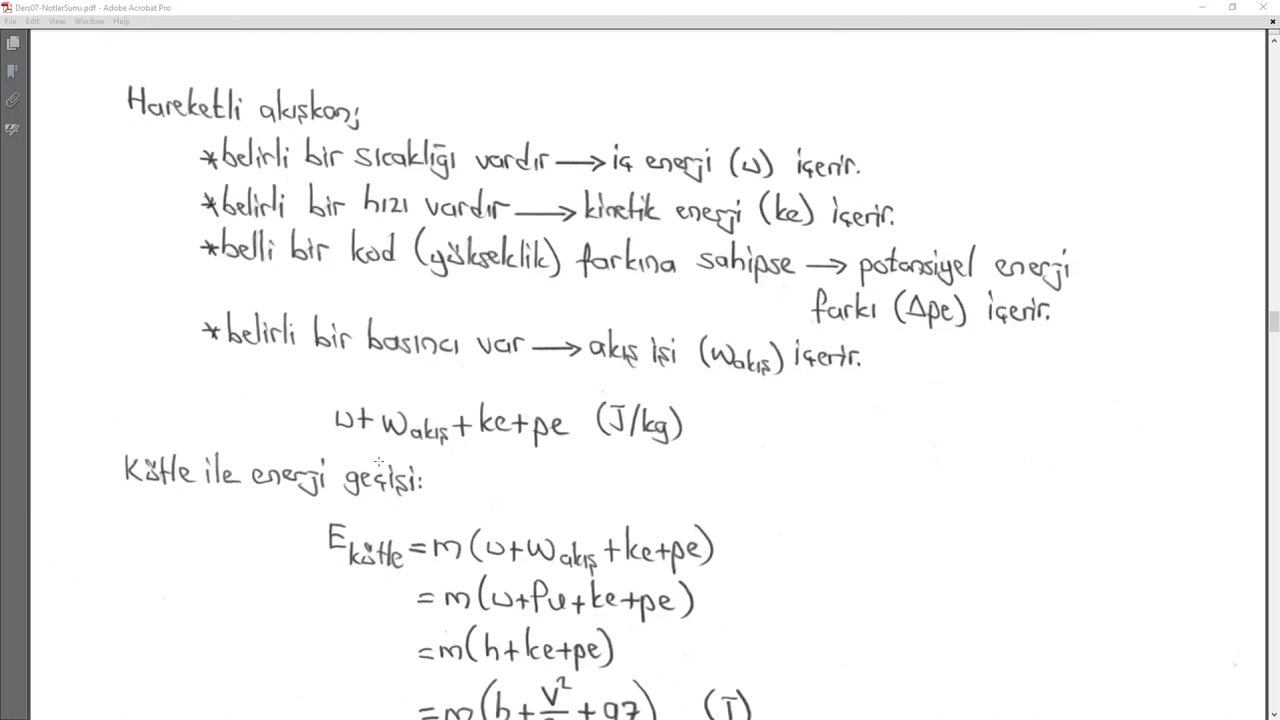 Ders07-NotlarSunu.pdf - Adobe Acrobat Pro
File Edit View Window Help
Hareketli akışkan;
*belirli bir sıcaklığı vardır → iç enerji (u) içerir.
*belirli bir hızı vardır → kinetik enerji (ke) içerir.
*belli bir kod (yükseklik) farkına sahipse → potansiyel enerji
farkı (Δpe) içerir.
*belirli bir basıncı var → akış işi (wakış) içerir.
u+wakış+ke+pe (J/kg)
Kütle ile enerji geçişi:
Ekütle=m(u+wakış+ke+pe)
=m(u+Pv+ke+pe)
=m(h+ke+pe)
=m(h+V²/2+gz) (J)